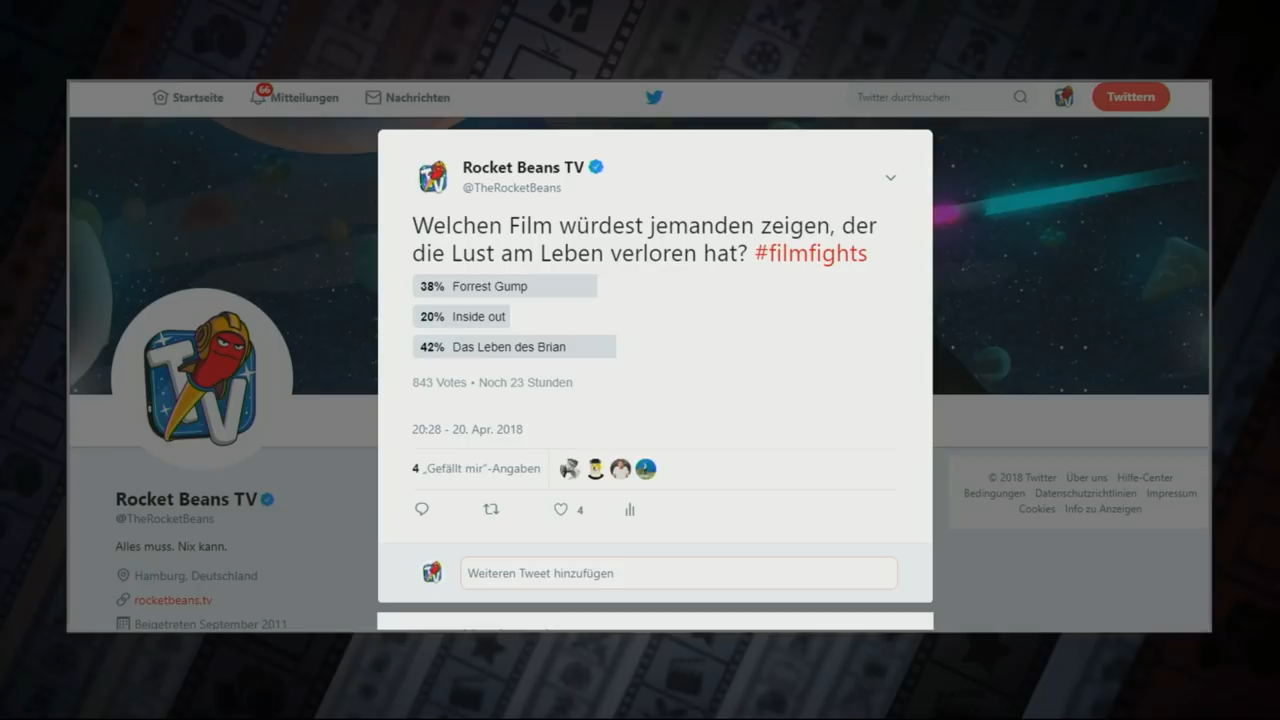 Startseite
66
Mitteilungen
Nachrichten
Twitter durchsuchen
Twittern
Rocket Beans TV
@TheRocketBeans
Welchen Film würdest jemanden zeigen, der
die Lust am Leben verloren hat? #filmfights
38% Forrest Gump
20% Inside out
42% Das Leben des Brian
843 Votes • Noch 23 Stunden
20:28 - 20. Apr. 2018
4 „Gefällt mir“-Angaben
4
Weiteren Tweet hinzufügen
TV
Rocket Beans TV
@TheRocketBeans
Alles muss. Nix kann.
Hamburg, Deutschland
rocketbeans.tv
Beigetreten September 2011
© 2018 Twitter Über uns Hilfe-Center
Bedingungen Datenschutzrichtlinien Impressum
Cookies Info zu Anzeigen